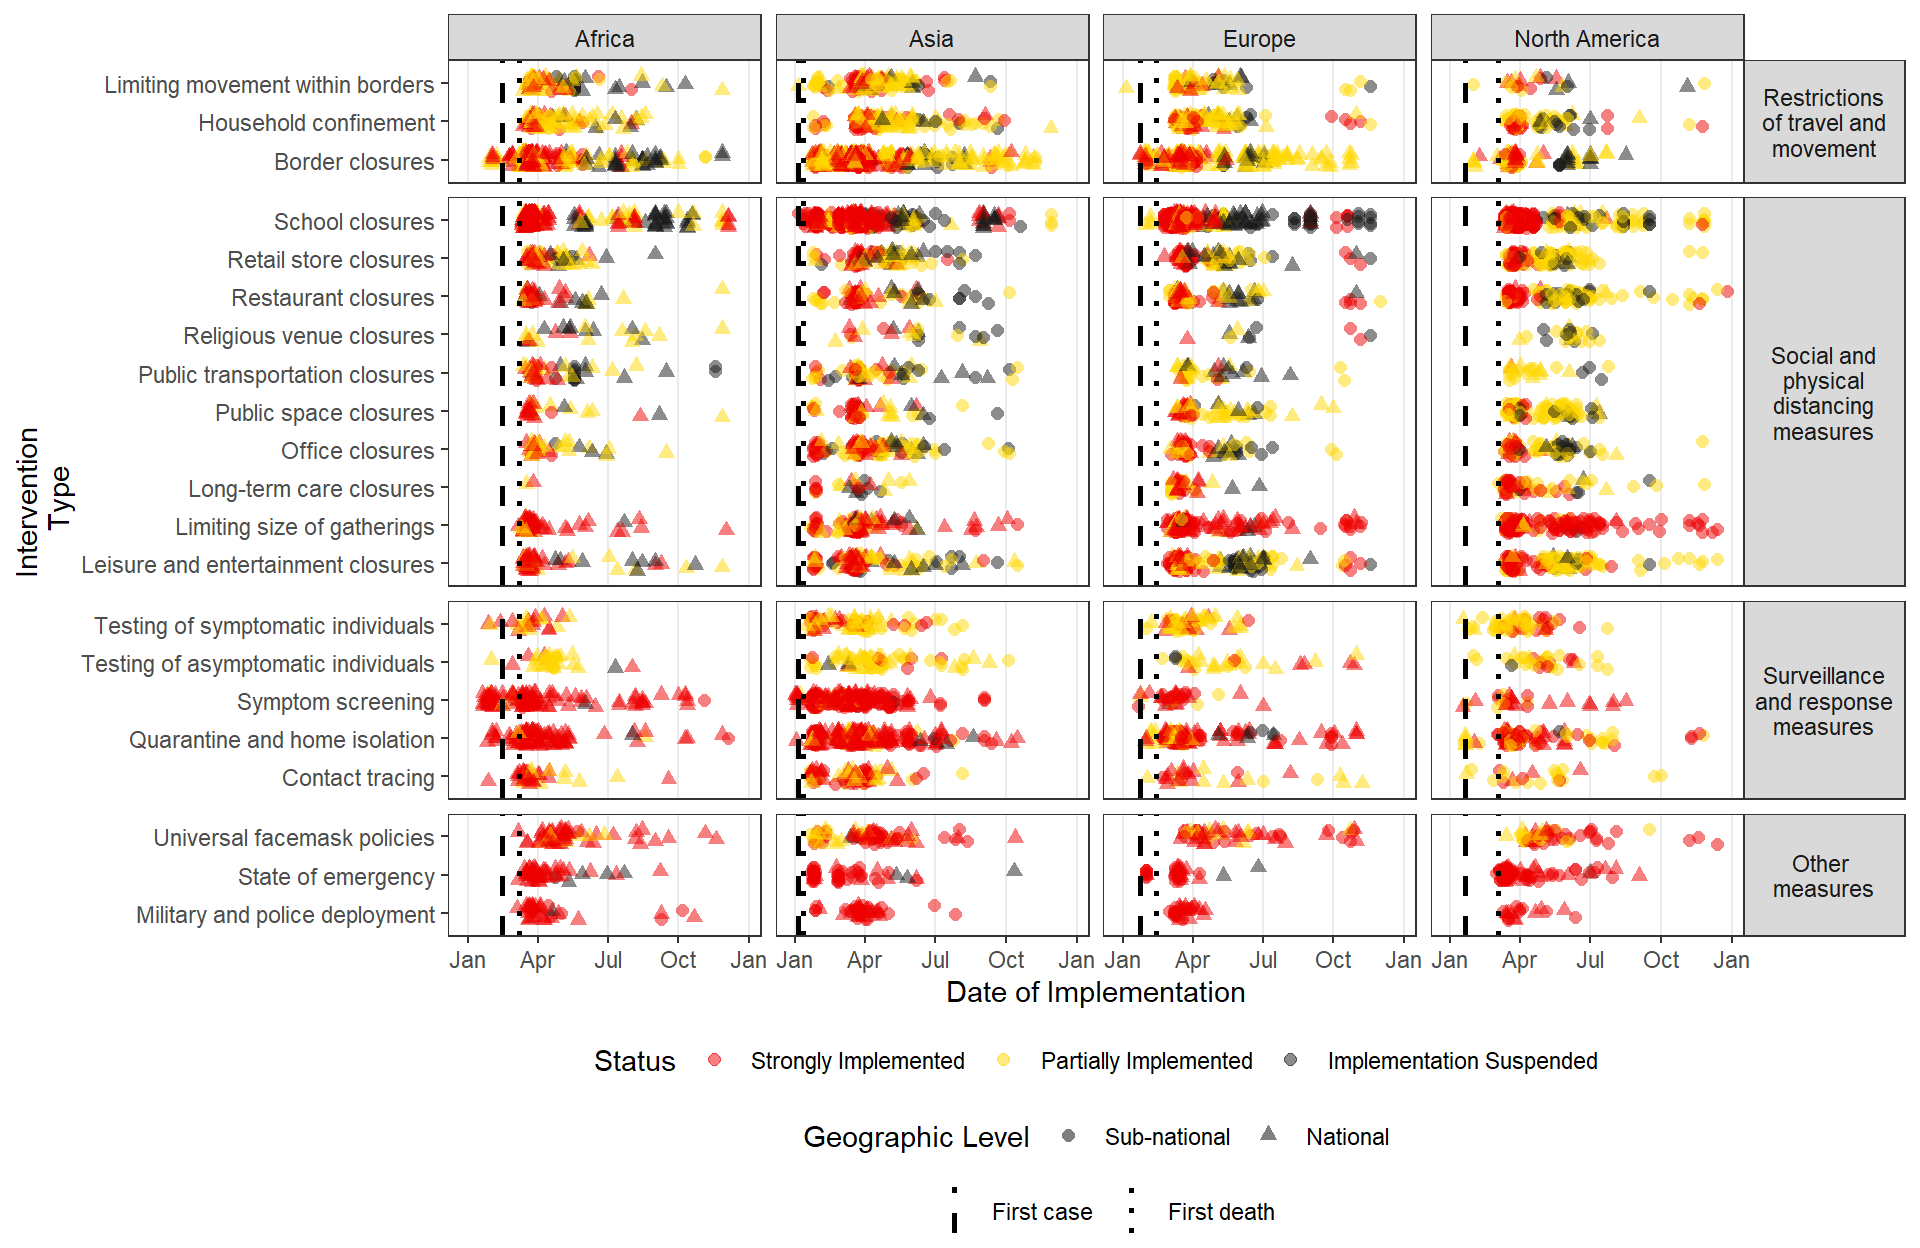 Africa
Asia
Europe
North America
Limiting movement within borders
Household confinement
Border closures
Restrictions
of travel and
movement
School closures
Retail store closures
Restaurant closures
Religious venue closures
Public transportation closures
Public space closures
Office closures
Long-term care closures
Limiting size of gatherings
Leisure and entertainment closures
Social and
physical
distancing
measures
Intervention
Type
Testing of symptomatic individuals
Testing of asymptomatic individuals
Symptom screening
Quarantine and home isolation
Contact tracing
Surveillance
and response
measures
Universal facemask policies
State of emergency
Military and police deployment
Other
measures
Jan Apr Jul Oct Jan
Jan Apr Jul Oct Jan
Jan Apr Jul Oct Jan
Jan Apr Jul Oct Jan
Date of Implementation
Status Strongly Implemented Partially Implemented Implementation Suspended
Geographic Level Sub-national National
First case First death